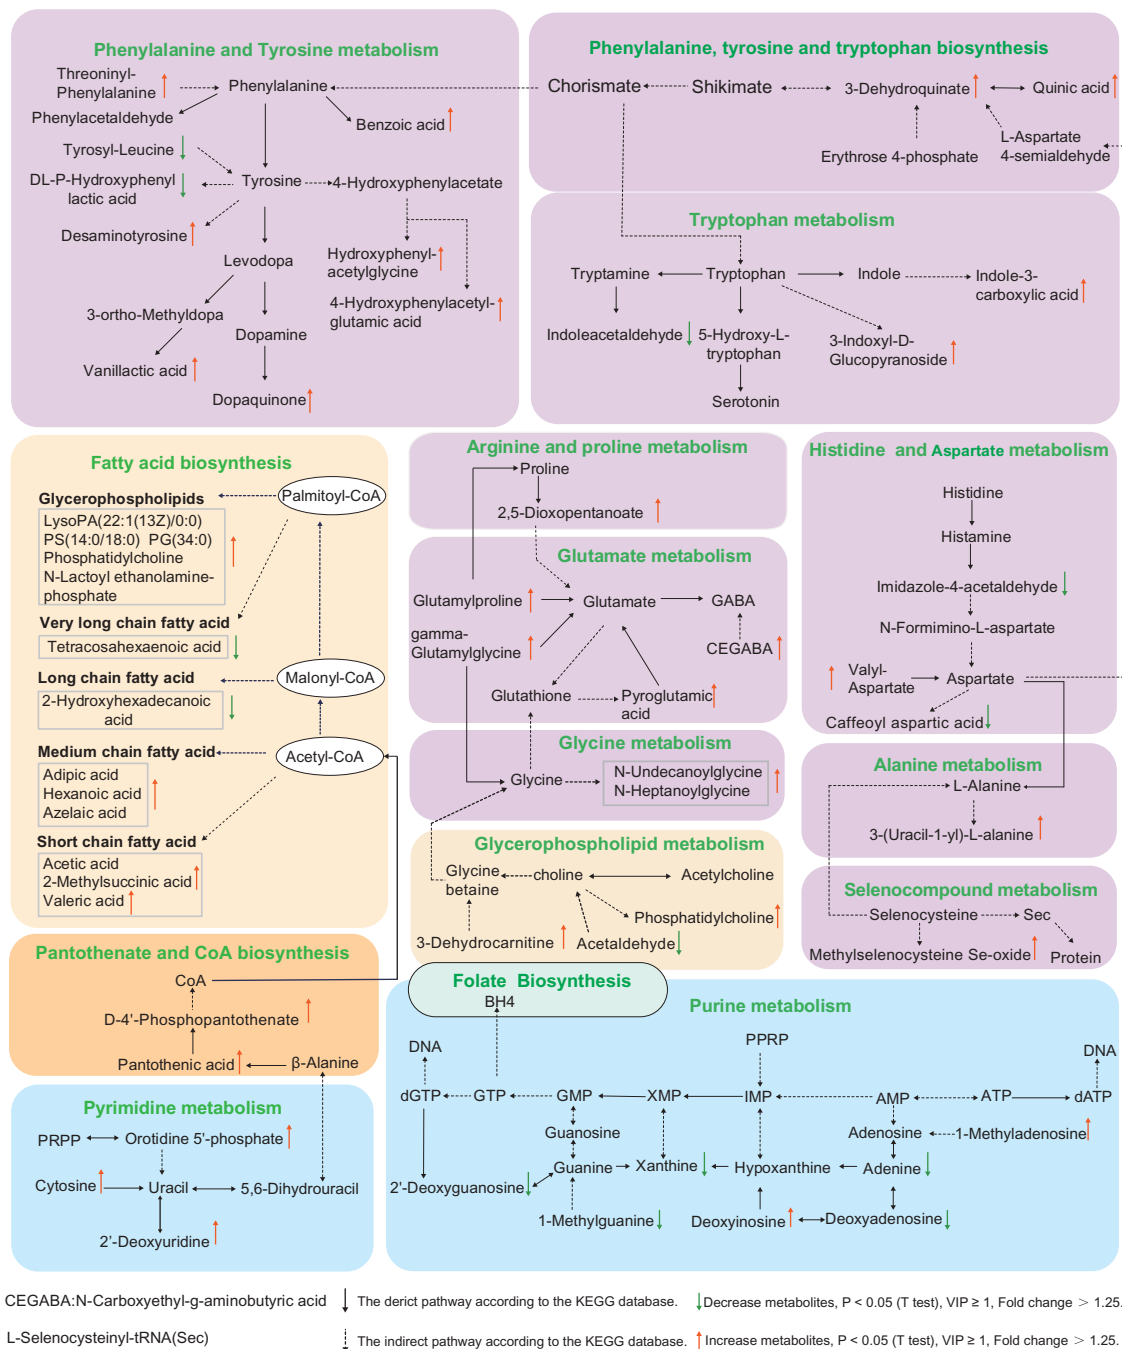 Phenylalanine and Tyrosine metabolism
Threoninyl-
Phenylalanine
Phenylalanine
Phenylacetaldehyde
Benzoic acid
Tyrosyl-Leucine
DL-P-Hydroxyphenyl
lactic acid
Tyrosine
4-Hydroxyphenylacetate
Desaminotyrosine
Levodopa
Hydroxyphenyl-
acetylglycine
3-ortho-Methyldopa
4-Hydroxyphenylacetyl-
glutamic acid
Dopamine
Vanillactic acid
Dopaquinone
Phenylalanine, tyrosine and tryptophan biosynthesis
Chorismate
Shikimate
3-Dehydroquinate
Quinic acid
Erythrose 4-phosphate
L-Aspartate
4-semialdehyde
Tryptophan metabolism
Tryptamine
Tryptophan
Indole
Indole-3-
carboxylic acid
Indoleacetaldehyde
5-Hydroxy-L-
tryptophan
3-Indoxyl-D-
Glucopyranoside
Serotonin
Fatty acid biosynthesis
Glycerophospholipids
Palmitoyl-CoA
LysoPA(22:1(13Z)/0:0)
PS(14:0/18:0) PG(34:0)
Phosphatidylcholine
N-Lactoyl ethanolamine-
phosphate
Very long chain fatty acid
Tetracosahexaenoic acid
Long chain fatty acid
Malonyl-CoA
2-Hydroxyhexadecanoic
acid
Medium chain fatty acid
Acetyl-CoA
Adipic acid
Hexanoic acid
Azelaic acid
Short chain fatty acid
Acetic acid
2-Methylsuccinic acid
Valeric acid
Arginine and proline metabolism
Proline
2,5-Dioxopentanoate
Glutamate metabolism
Glutamylproline
Glutamate
GABA
gamma-
Glutamylglycine
CEGABA
Glutathione
Pyroglutamic
acid
Glycine metabolism
Glycine
N-Undecanoylglycine
N-Heptanoylglycine
Glycerophospholipid metabolism
Glycine
betaine
choline
Acetylcholine
Phosphatidylcholine
3-Dehydrocarnitine
Acetaldehyde
Histidine and Aspartate metabolism
Histidine
Histamine
Imidazole-4-acetaldehyde
N-Formimino-L-aspartate
Valyl-
Aspartate
Aspartate
Caffeoyl aspartic acid
Alanine metabolism
L-Alanine
3-(Uracil-1-yl)-L-alanine
Selenocompound metabolism
Selenocysteine
Sec
Methylselenocysteine Se-oxide
Protein
Pantothenate and CoA biosynthesis
CoA
D-4'-Phosphopantothenate
Pantothenic acid
β-Alanine
Pyrimidine metabolism
PRPP
Orotidine 5'-phosphate
Cytosine
Uracil
5,6-Dihydrouracil
2'-Deoxyuridine
Folate Biosynthesis
BH4
Purine metabolism
DNA
PPRP
DNA
dGTP
GTP
GMP
XMP
IMP
AMP
ATP
dATP
Guanosine
Adenosine
1-Methyladenosine
Guanine
Xanthine
Hypoxanthine
Adenine
2'-Deoxyguanosine
1-Methylguanine
Deoxyinosine
Deoxyadenosine
CEGABA:N-Carboxyethyl-g-aminobutyric acid
The derict pathway according to the KEGG database.
Decrease metabolites, P < 0.05 (T test), VIP ≥ 1, Fold change > 1.25.
L-Selenocysteinyl-tRNA(Sec)
The indirect pathway according to the KEGG database.
Increase metabolites, P < 0.05 (T test), VIP ≥ 1, Fold change > 1.25.